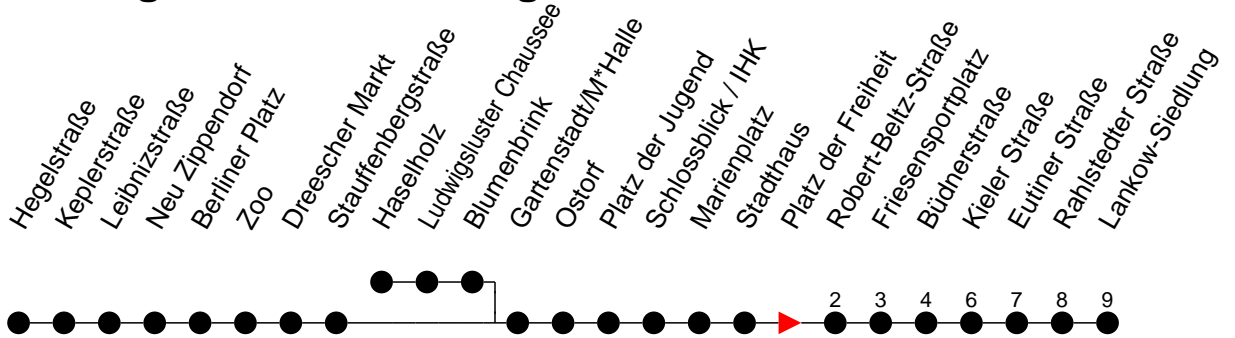 Hegelstraße
Keplerstraße
Leibnizstraße
Neu Zippendorf
Berliner Platz
Zoo
Dreescher Markt
Stauffenbergstraße
Haselholz
Ludwigsluster Chaussee
Blumenbrink
Gartenstadt/M*Halle
Ostorf
Platz der Jugend
Schlossblick / IHK
Marienplatz
Stadthaus
Platz der Freiheit
Robert-Beltz-Straße
Friesensportplatz
Büdnerstraße
Kieler Straße
Eutiner Straße
Rahlstedter Straße
Lankow-Siedlung
2 3 4 6 7 8 9